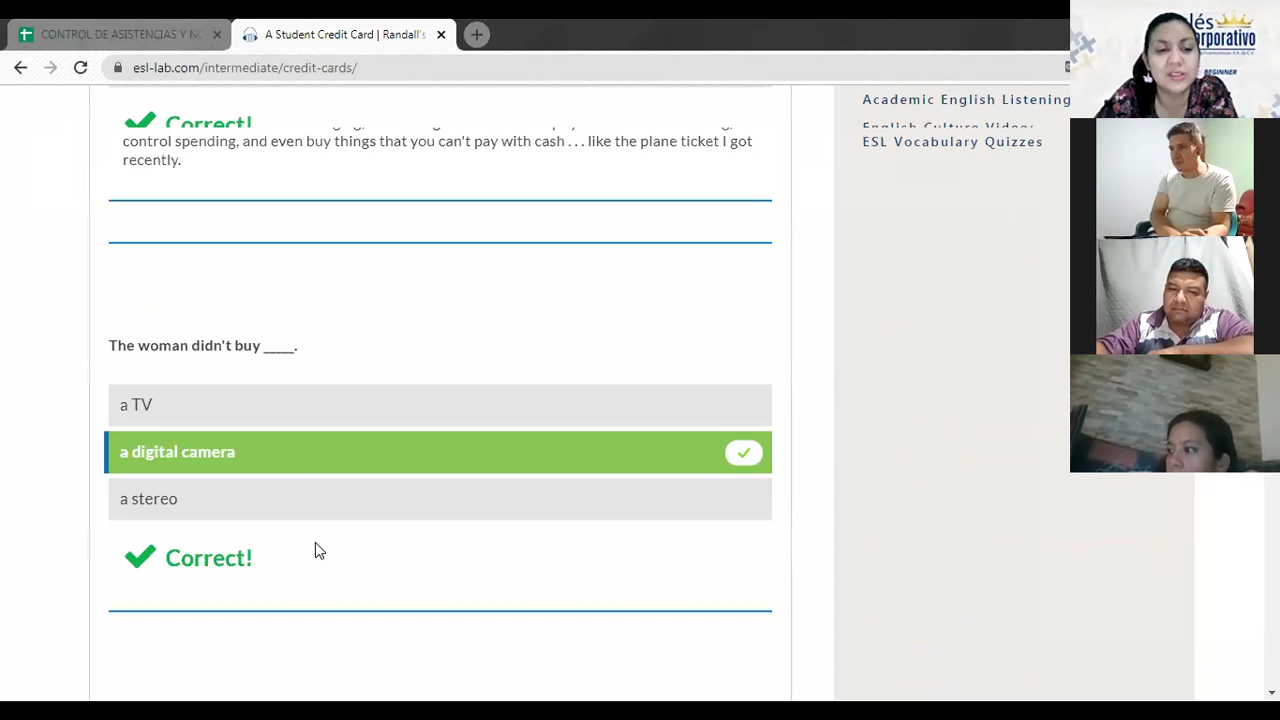 CONTROL DE ASISTENCIAS Y
A Student Credit Card | Randall's
esl-lab.com/intermediate/credit-cards/
Correct!
control spending, and even buy things that you can't pay with cash . . . like the plane ticket I got
recently.
The woman didn't buy _____.
a TV
a digital camera
a stereo
Correct!
Academic English Listening
ESL Vocabulary Quizzes
BEGINNER